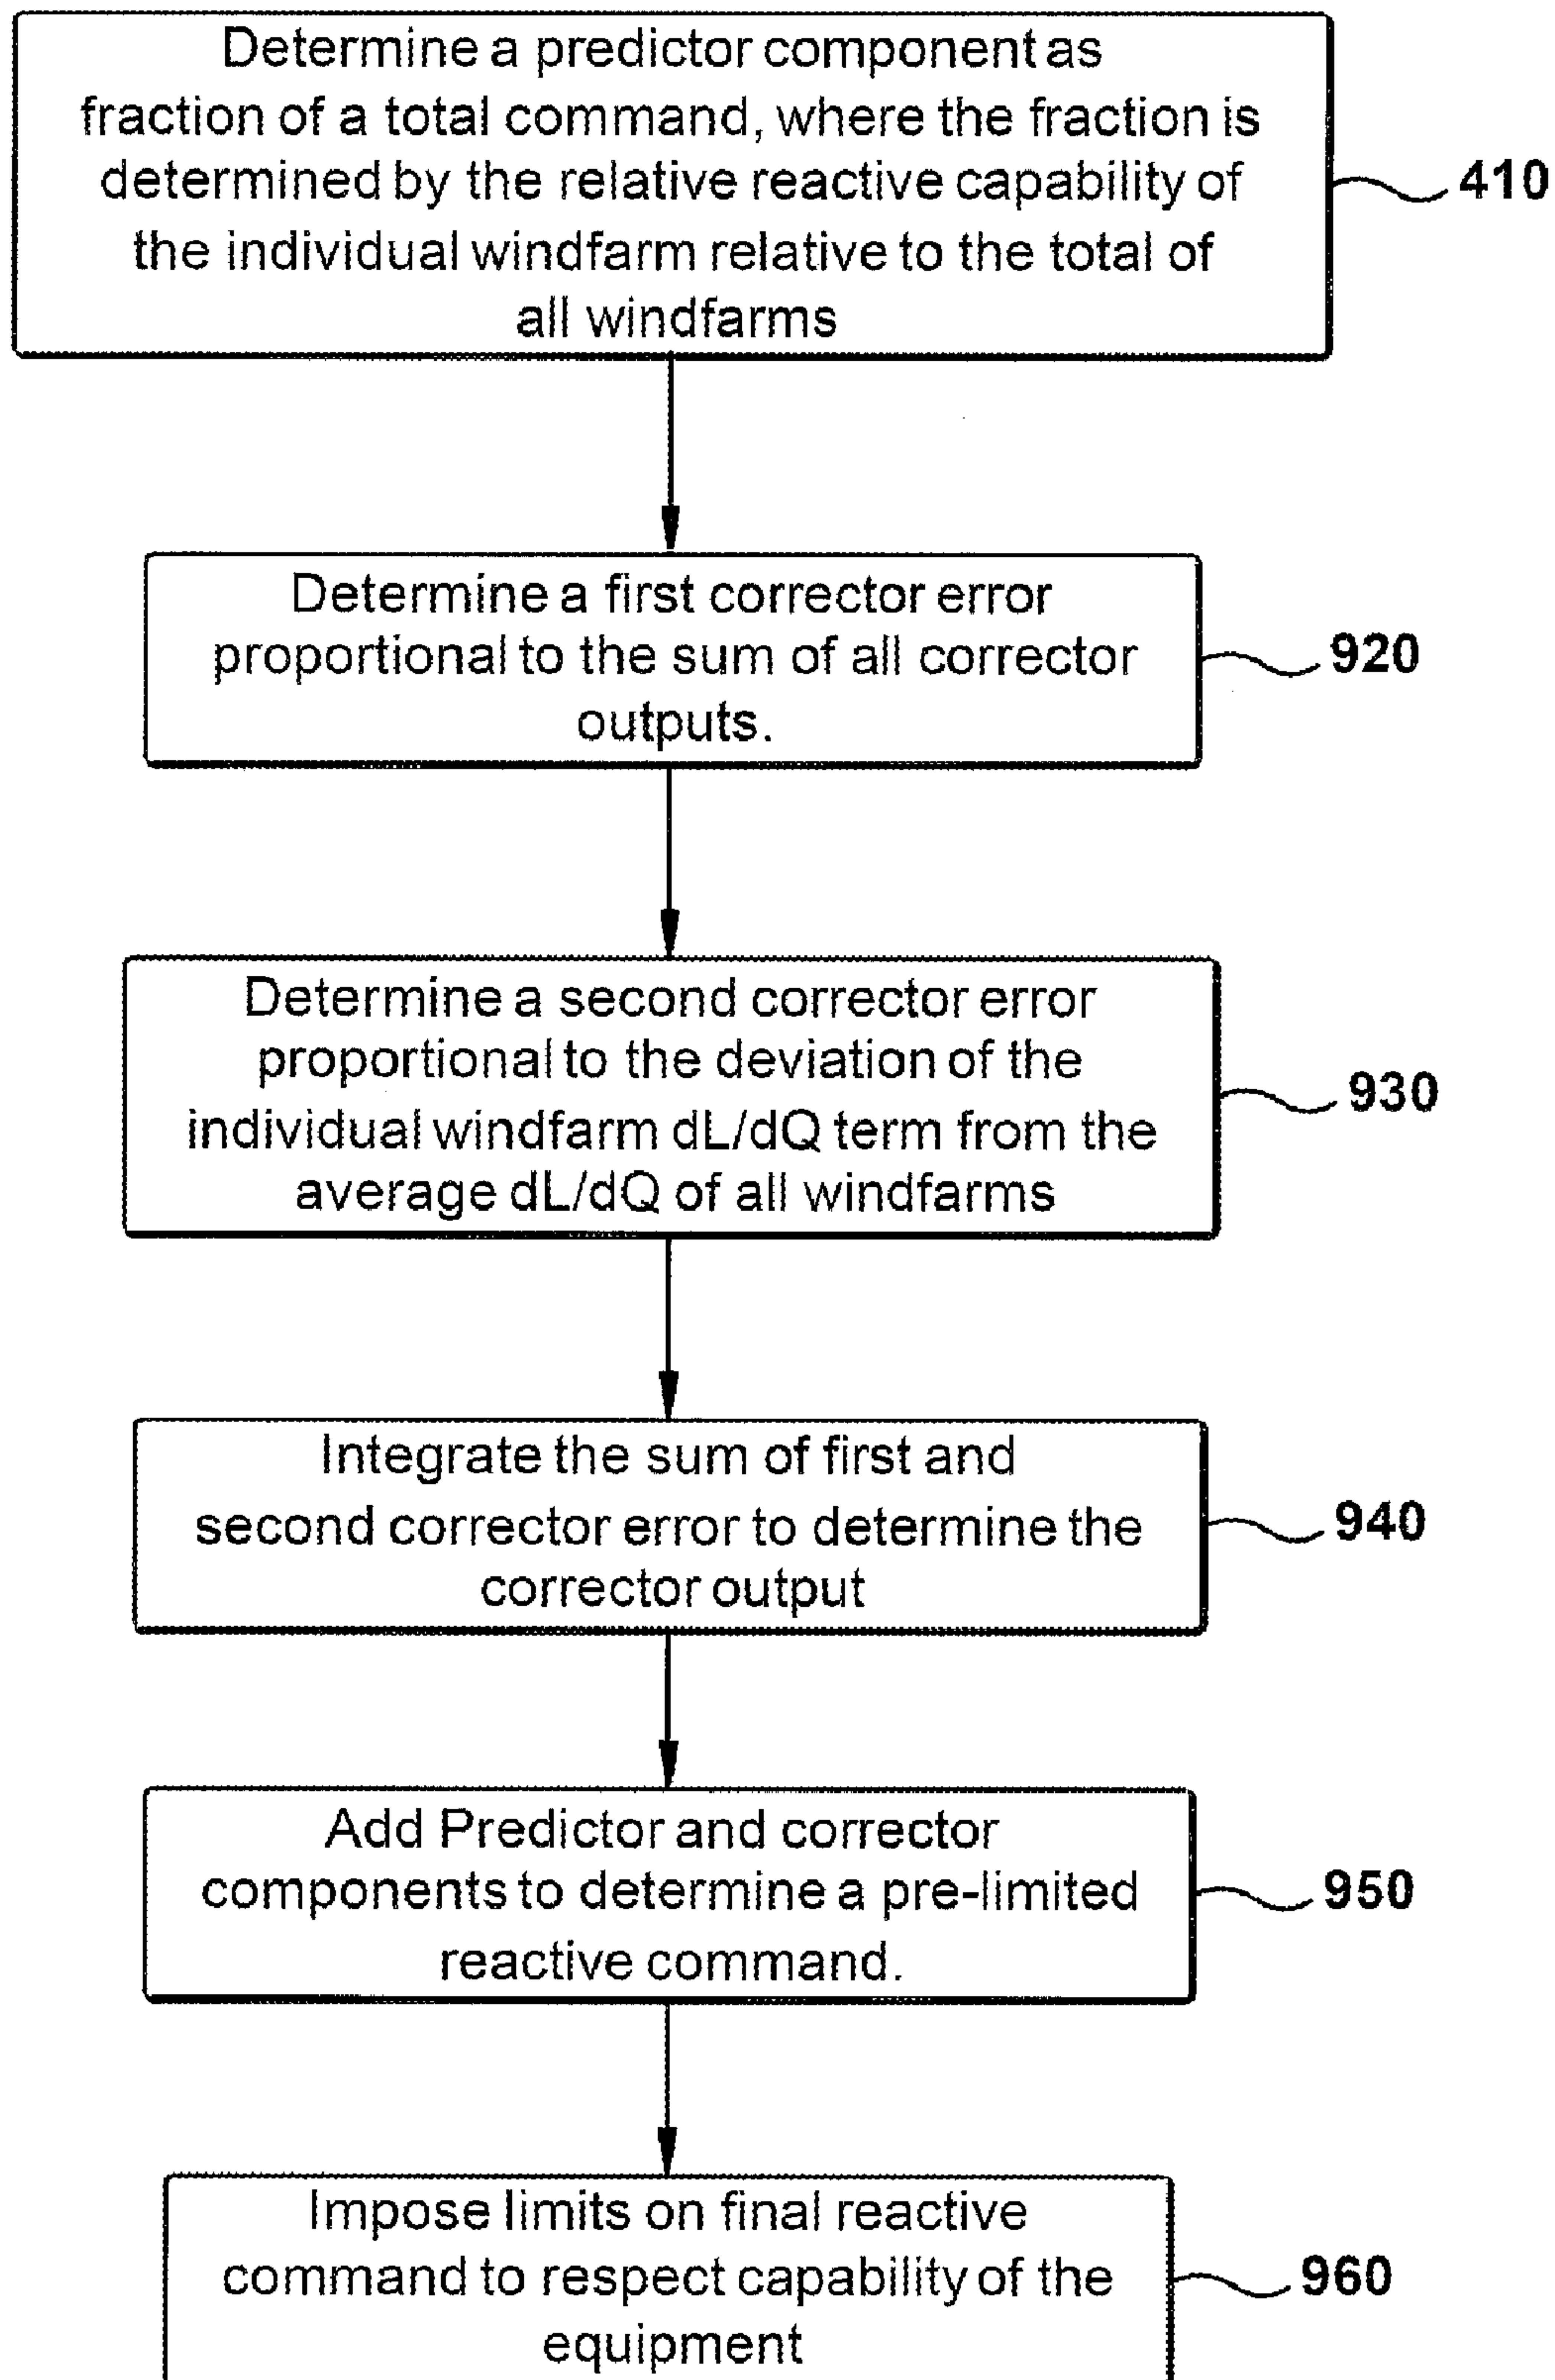 Determine a predictor component as
fraction of a total command, where the fraction is
determined by the relative reactive capability of
the individual windfarm relative to the total of
all windfarms
410
Determine a first corrector error
proportional to the sum of all corrector
outputs.
920
Determine a second corrector error
proportional to the deviation of the
individual windfarm dL/dQ term from the
average dL/dQ of all windfarms
930
Integrate the sum of first and
second corrector error to determine the
corrector output
940
Add Predictor and corrector
components to determine a pre-limited
reactive command.
950
Impose limits on final reactive
command to respect capability of the
equipment
960